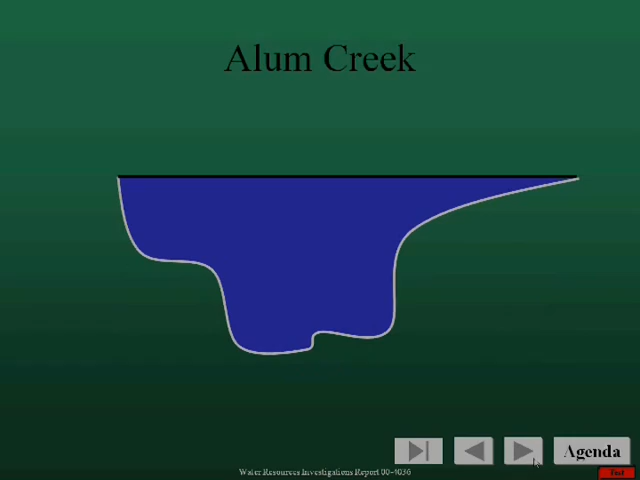 Alum Creek
Agenda
Water Resources Investigations Report 00-4036